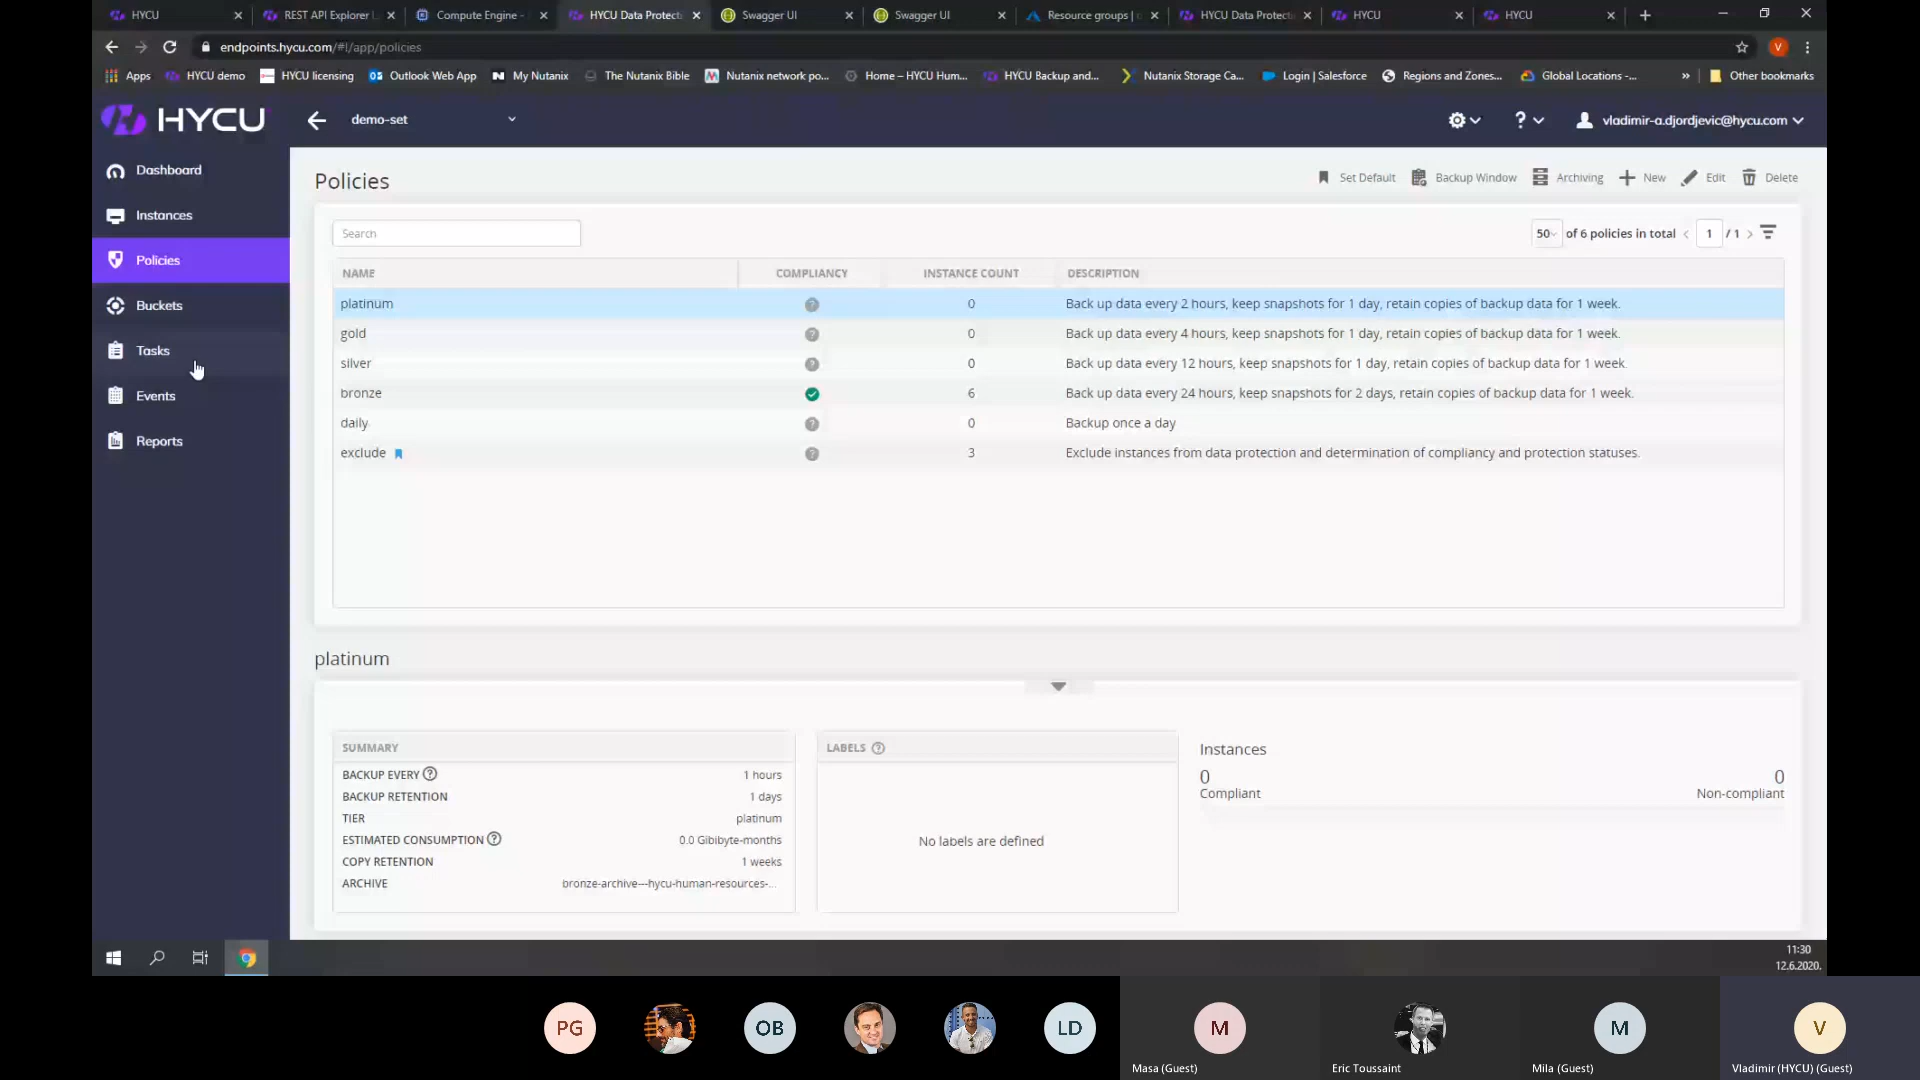 HYCU
REST API Explorer
Compute Engine -
HYCU Data Protect
Swagger UI
Swagger UI
Resource groups |
HYCU Data Protect
HYCU
HYCU
endpoints.hycu.com/#!/app/policies
V
Apps
HYCU demo
HYCU licensing
Outlook Web App
My Nutanix
The Nutanix Bible
Nutanix network po...
Home – HYCU Hum...
HYCU Backup and...
Nutanix Storage Ca...
Login | Salesforce
Regions and Zones...
Global Locations -...
»
Other bookmarks
HYCU
demo-set
vladimir-a.djordjevic@hycu.com
Dashboard
Instances
Policies
Buckets
Tasks
Events
Reports
Policies
Set Default
Backup Window
Archiving
New
Edit
Delete
Search
50 of 6 policies in total < 1 / 1 >
NAME COMPLIANCY INSTANCE COUNT DESCRIPTION
platinum 0 Back up data every 2 hours, keep snapshots for 1 day, retain copies of backup data for 1 week.
gold 0 Back up data every 4 hours, keep snapshots for 1 day, retain copies of backup data for 1 week.
silver 0 Back up data every 12 hours, keep snapshots for 1 day, retain copies of backup data for 1 week.
bronze 6 Back up data every 24 hours, keep snapshots for 2 days, retain copies of backup data for 1 week.
daily 0 Backup once a day
exclude 3 Exclude instances from data protection and determination of compliancy and protection statuses.
platinum
SUMMARY
BACKUP EVERY 1 hours
BACKUP RETENTION 1 days
TIER platinum
ESTIMATED CONSUMPTION 0.0 Gibibyte-months
COPY RETENTION 1 weeks
ARCHIVE bronze-archive---hycu-human-resources-...
LABELS
No labels are defined
Instances
0 0
Compliant Non-compliant
11:30
12.6.2020.
PG
OB
LD
M
M
V
Masa (Guest)
Eric Toussaint
Mila (Guest)
Vladimir (HYCU) (Guest)